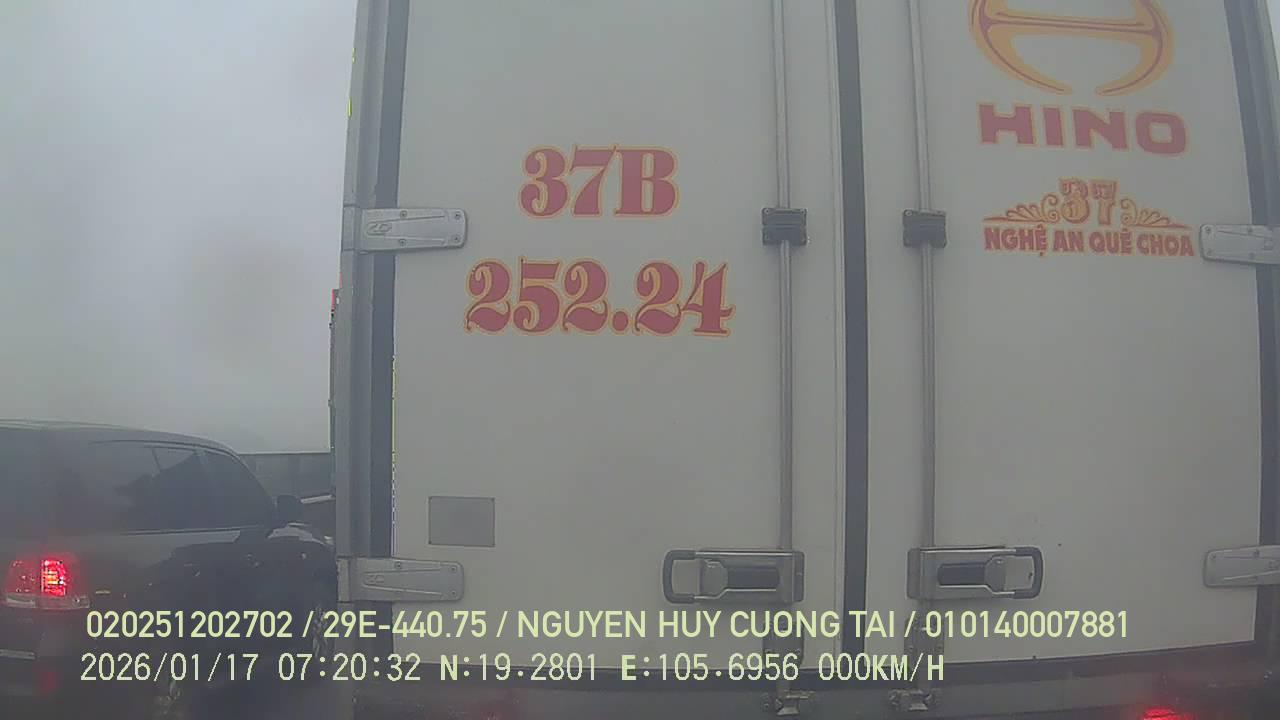 37B
252.24
HINO
37
NGHỆ AN QUÊ CHOA
020251202702 / 29E-440.75 / NGUYEN HUY CUONG TAI / 010140007881
2026/01/17 07:20:32 N:19.2801 E:105.6956 000KM/H